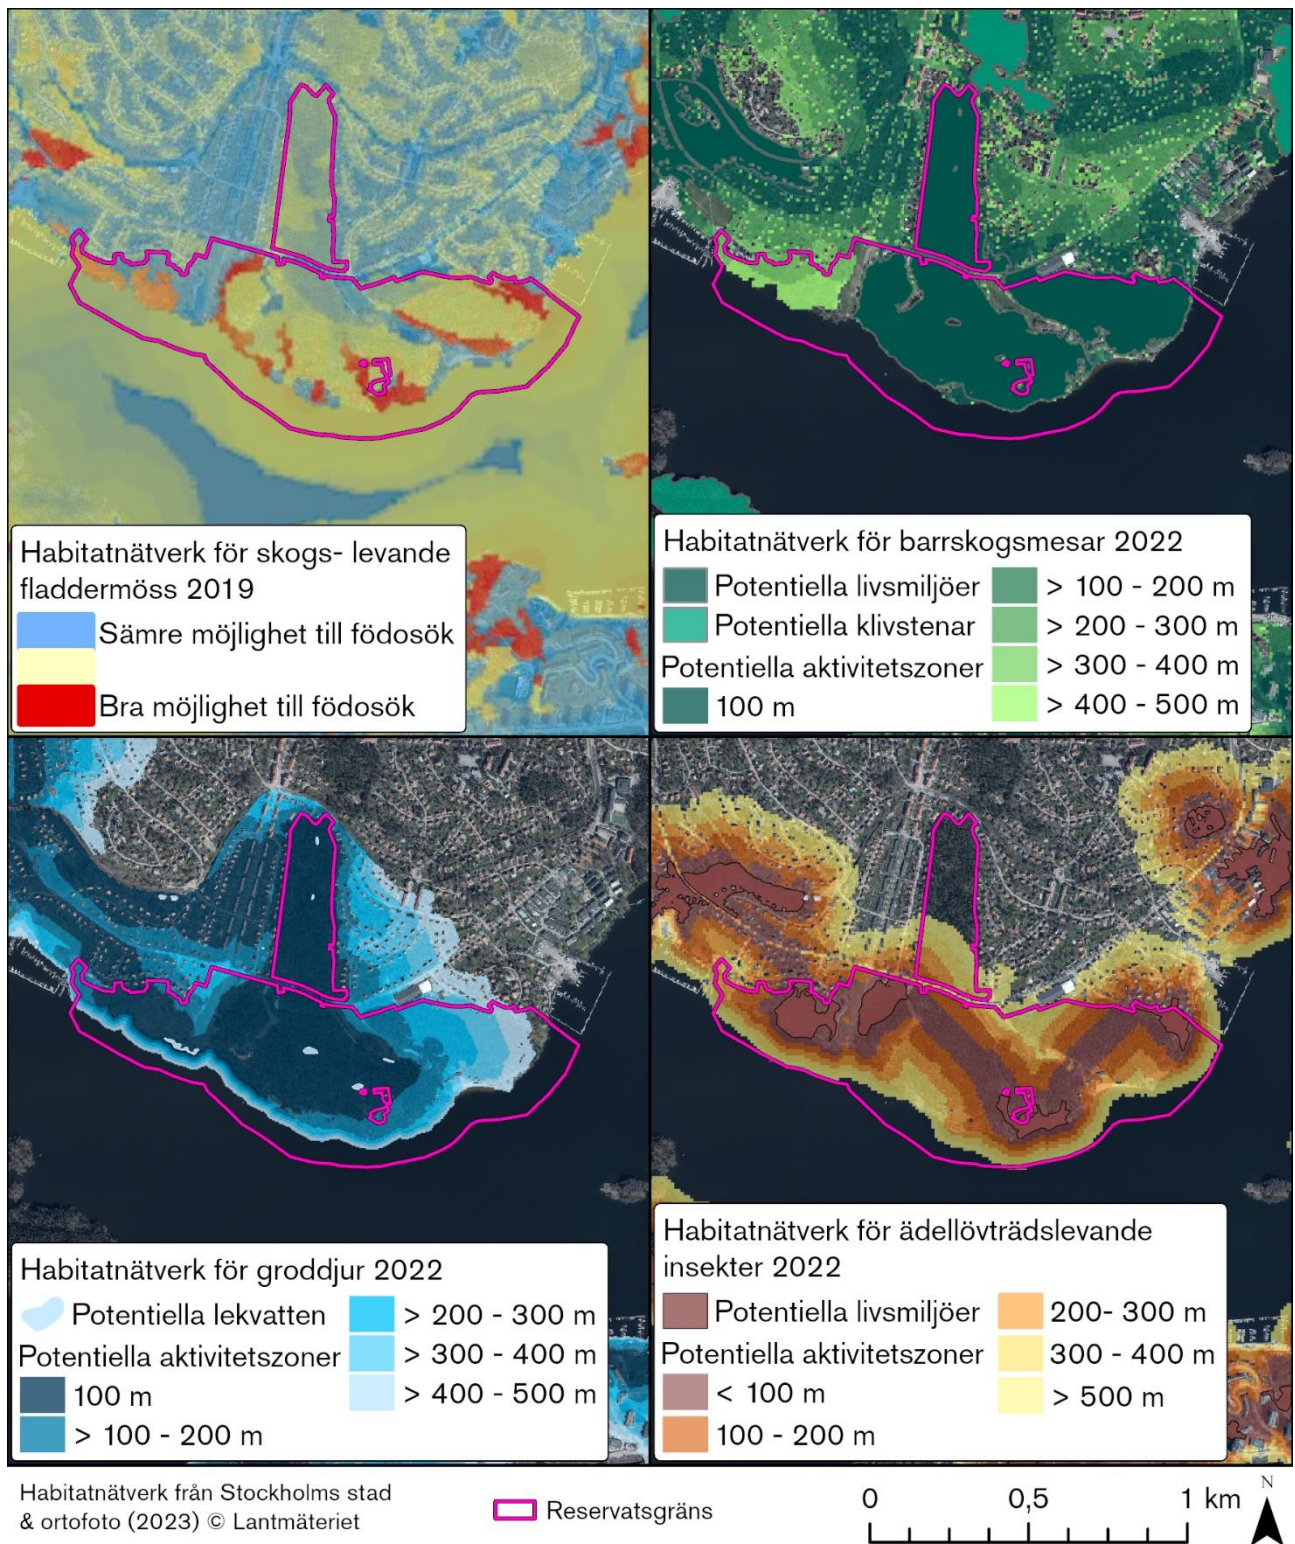 Habitatnätverk för skogs- levande
fladdermöss 2019
Sämre möjlighet till födosök
Bra möjlighet till födosök
Habitatnätverk för barrskogsmesar 2022
Potentiella livsmiljöer
Potentiella klivstenar
Potentiella aktivitetszoner
100 m
> 100 - 200 m
> 200 - 300 m
> 300 - 400 m
> 400 - 500 m
Habitatnätverk för groddjur 2022
Potentiella lekvatten
Potentiella aktivitetszoner
100 m
> 100 - 200 m
> 200 - 300 m
> 300 - 400 m
> 400 - 500 m
Habitatnätverk för ädellövträdslevande
insekter 2022
Potentiella livsmiljöer
Potentiella aktivitetszoner
< 100 m
100 - 200 m
200- 300 m
300 - 400 m
> 500 m
Habitatnätverk från Stockholms stad
& ortofoto (2023) © Lantmäteriet
Reservatsgräns
0 0,5 1 km
N